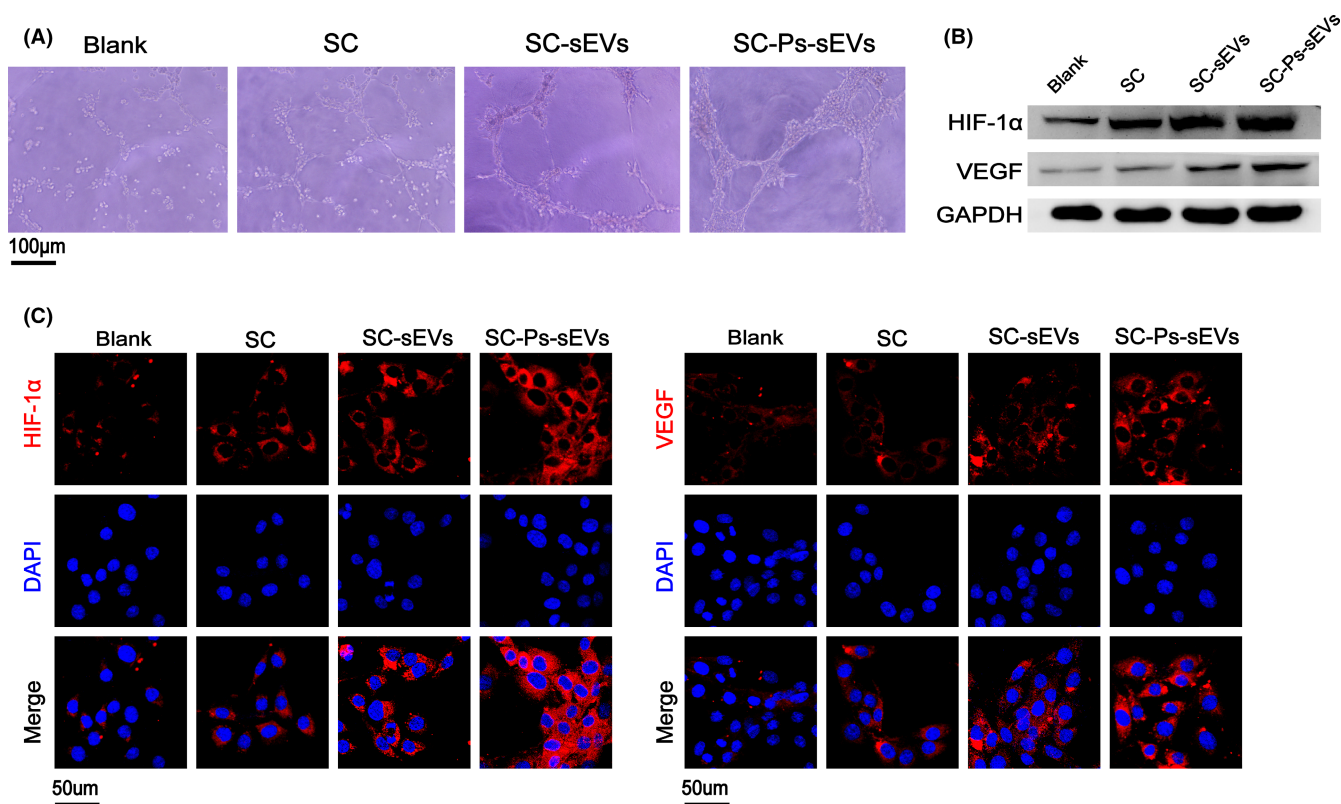 (A) Blank SC SC-sEVs SC-Ps-sEVs
100μm
(B) Blank SC SC-sEVs SC-Ps-sEVs
HIF-1α
VEGF
GAPDH
(C)
Blank SC SC-sEVs SC-Ps-sEVs
HIF-1α
DAPI
Merge
50um
Blank SC SC-sEVs SC-Ps-sEVs
VEGF
DAPI
Merge
50um